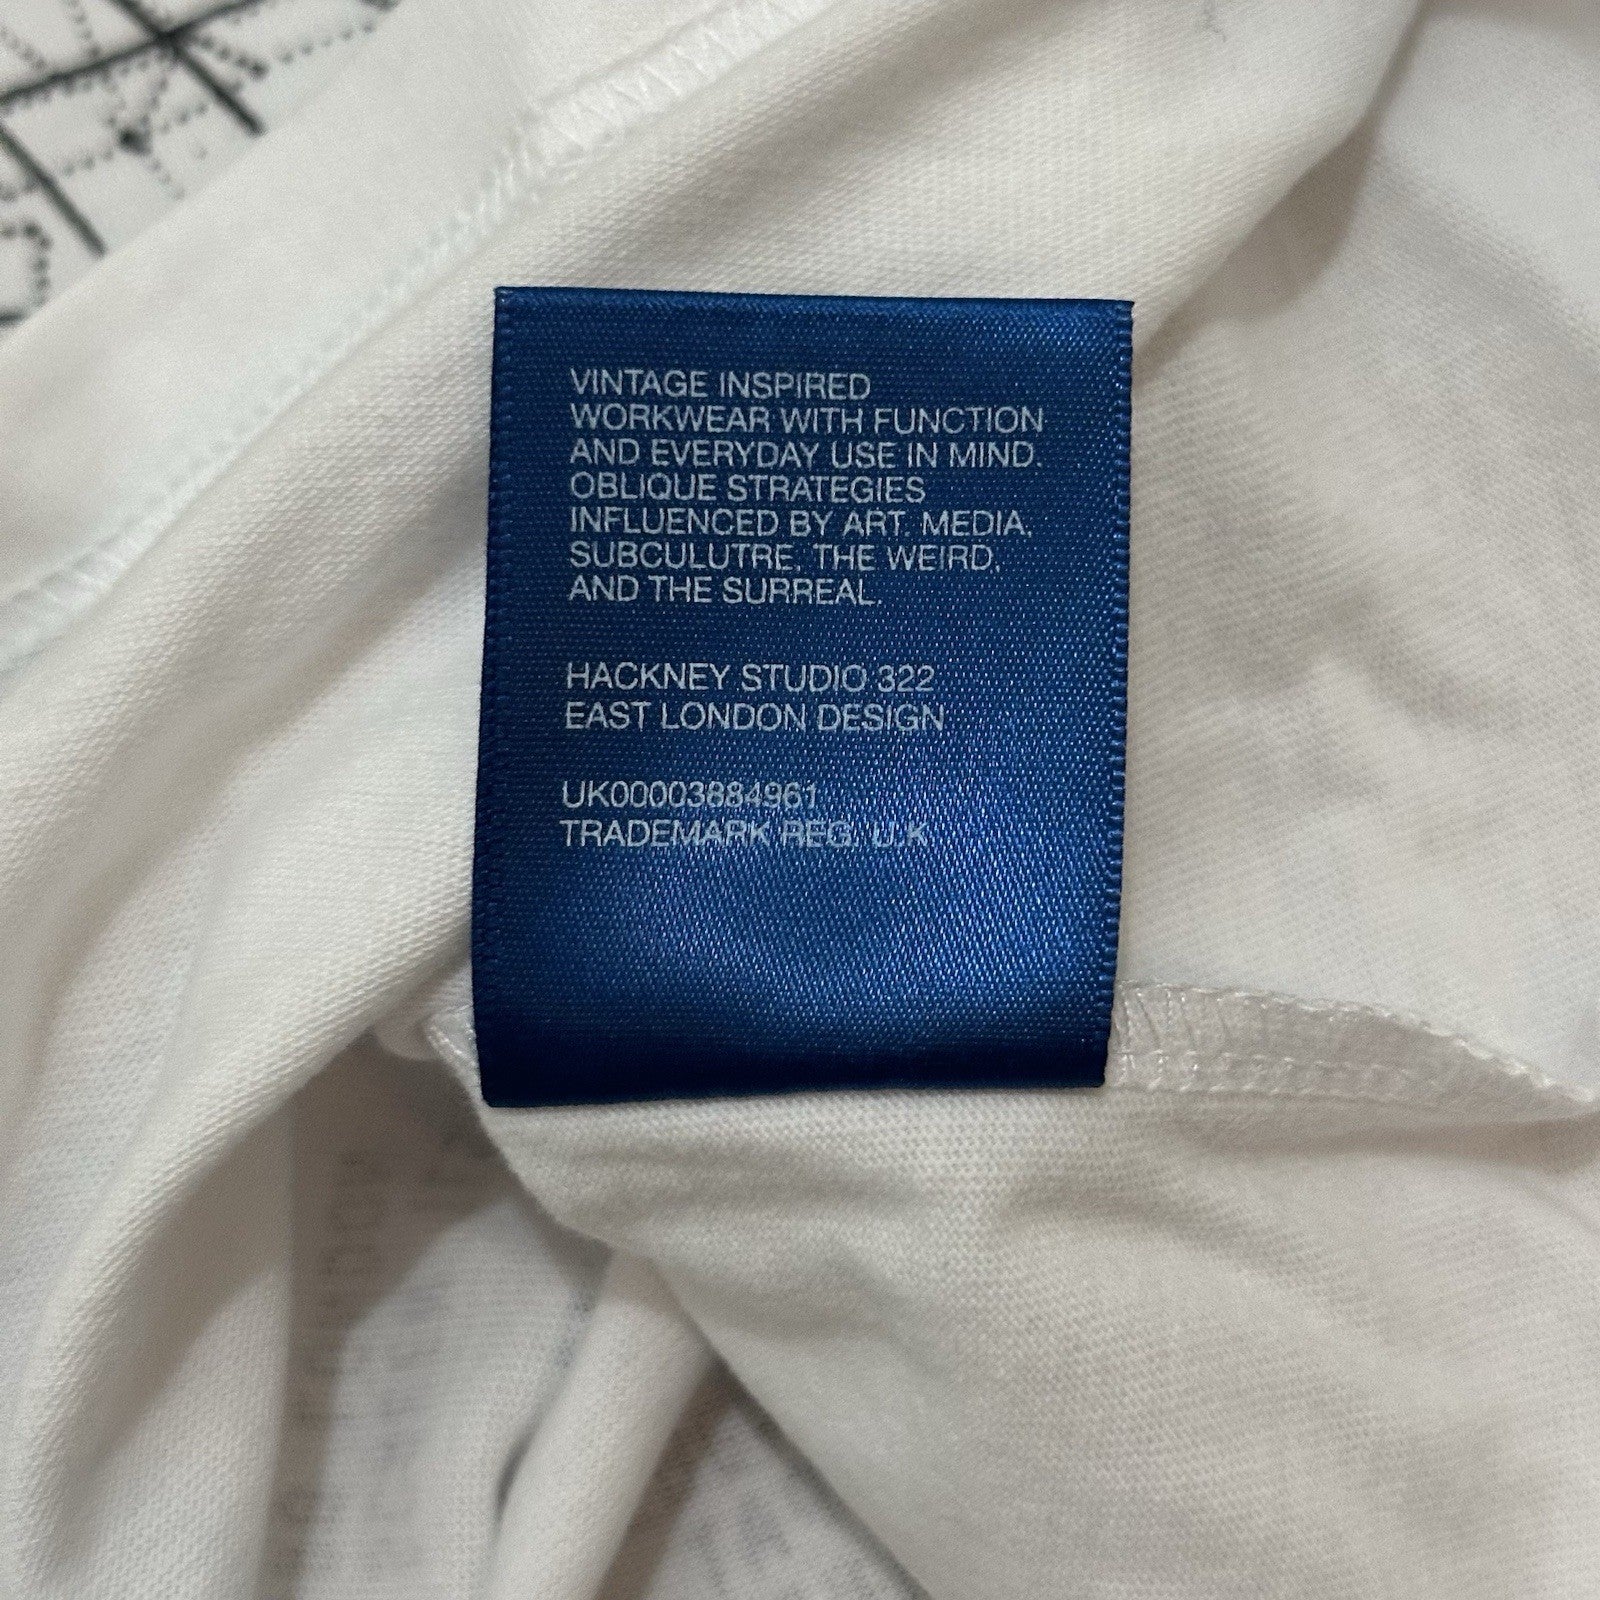 VINTAGE INSPIRED
WORKWEAR WITH FUNCTION
AND EVERYDAY USE IN MIND.
OBLIQUE STRATEGIES
INFLUENCED BY ART, MEDIA,
SUBCULUTRE, THE WEIRD,
AND THE SURREAL.
HACKNEY STUDIO 322
EAST LONDON DESIGN
UK00003884961
TRADEMARK REG. U.K